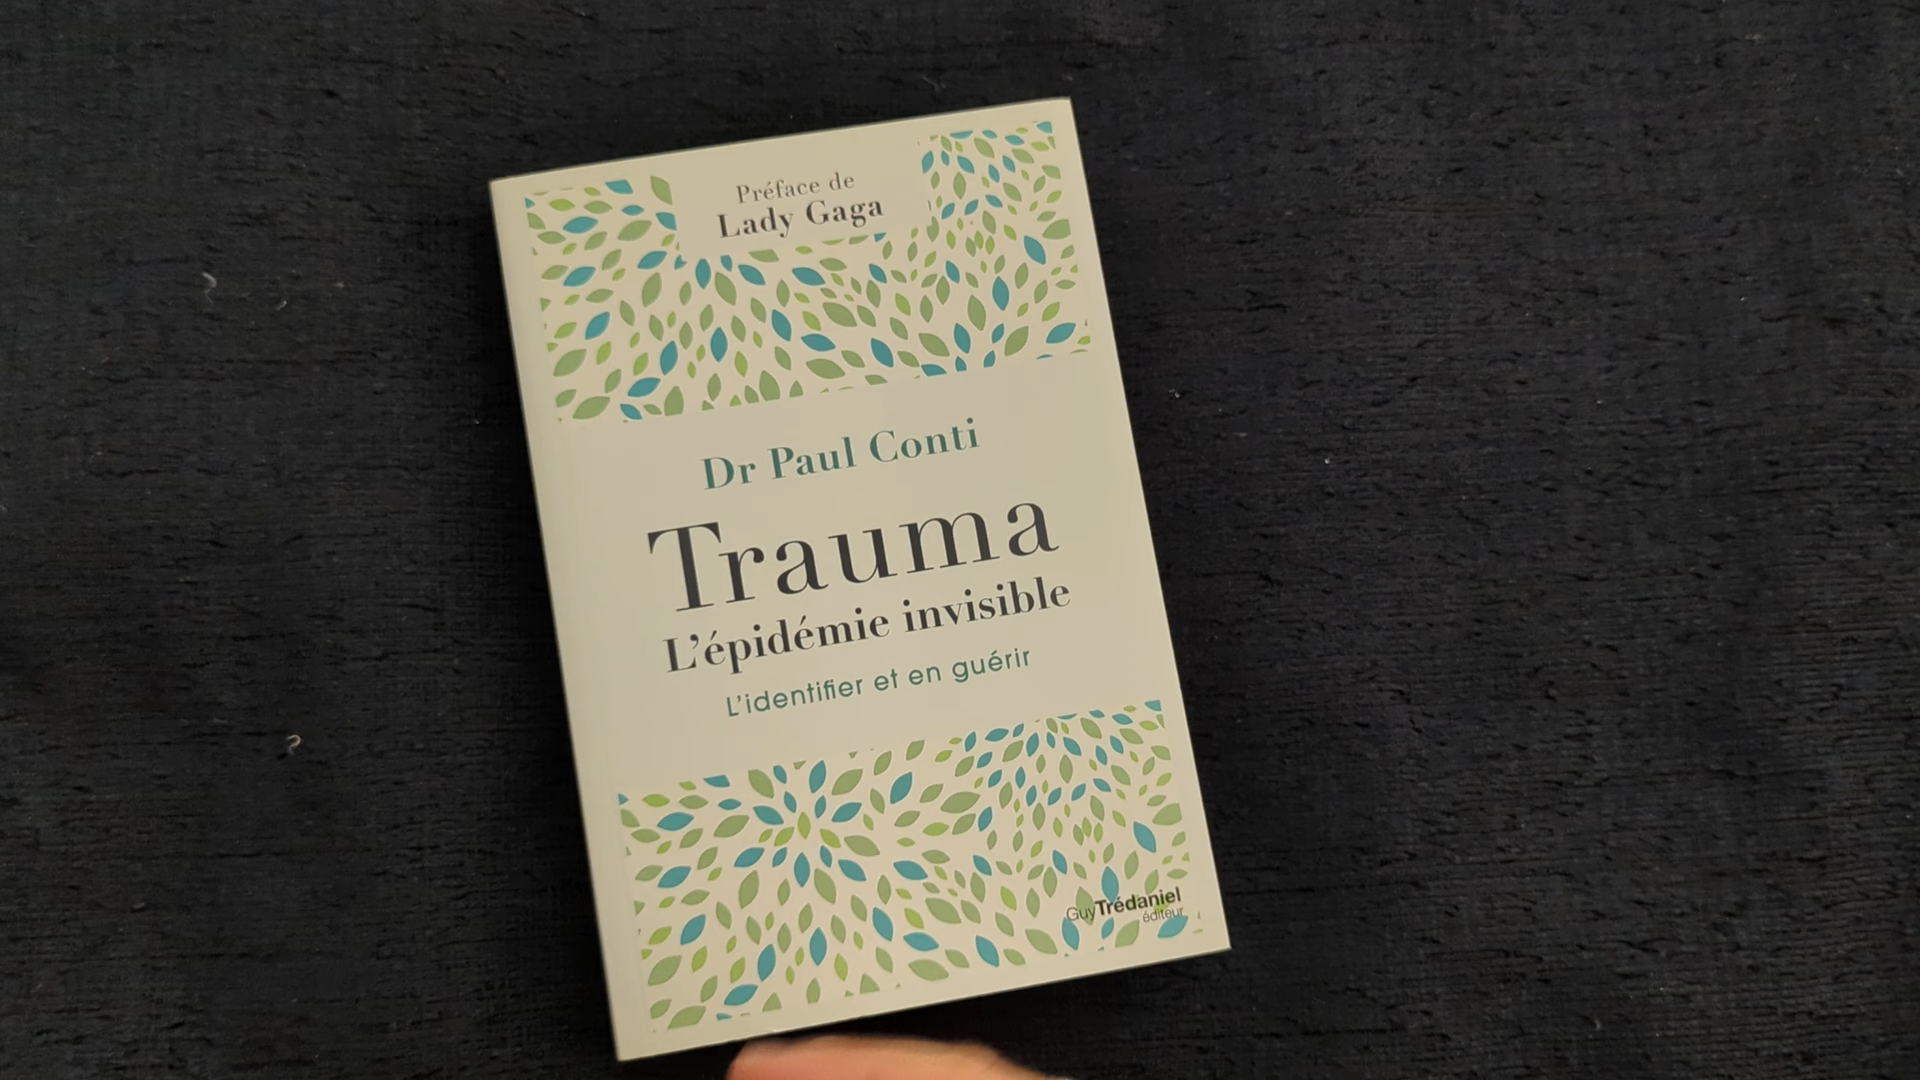 Préface de
Lady Gaga
Dr Paul Conti
Trauma
L'épidémie invisible
L'identifier et en guérir
GuyTrédaniel
éditeur